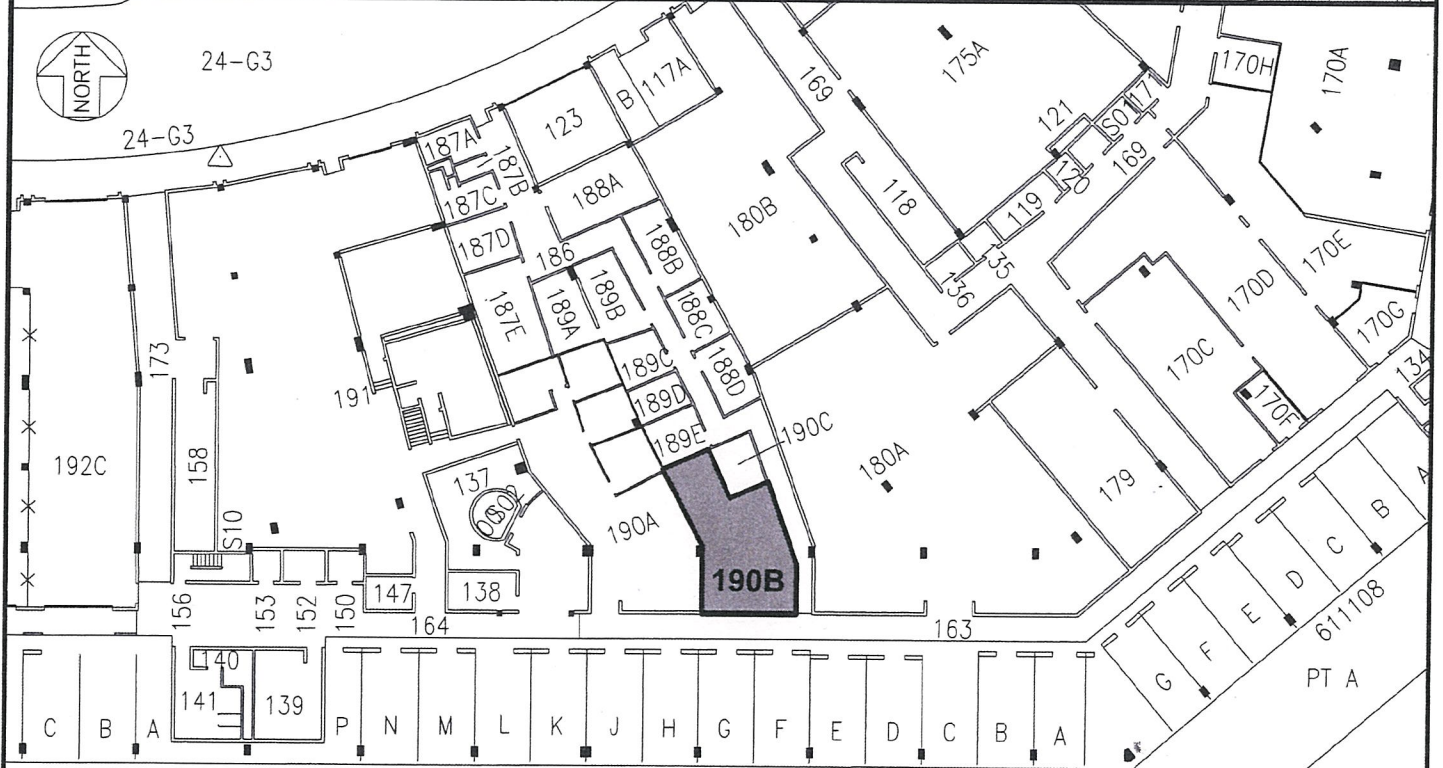 NORTH
24-G3
24-G3
117A
B
123
187A
187B
187C
187D
187E
186
188A
188B
188C
188D
189A
189B
189C
189D
189E
190C
190A
190B
180B
180A
169
175A
118
121
S01
117
120
119
169
135
136
170H
170A
170E
170D
170G
170C
170F
134
179
173
191
192C
158
S10
137
138
147
156
153
152
150
164
163
140
141
139
C
B
A
P
N
M
L
K
J
H
G
F
E
D
C
B
A
G
F
E
D
C
B
A
611108
PT A